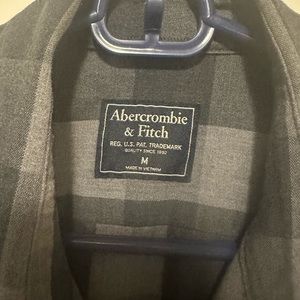 Abercrombie
& Fitch
REG. U.S. PAT. TRADEMARK
QUALITY SINCE 1892
M
MADE IN VIETNAM